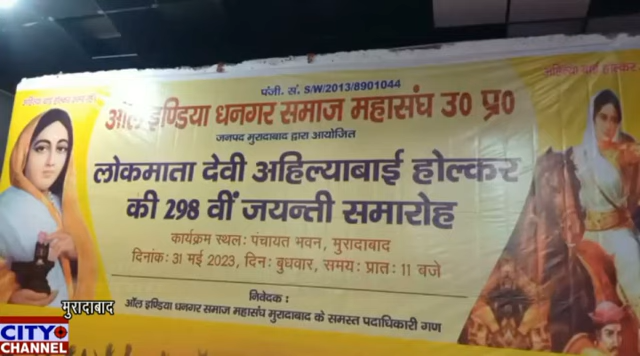 पंजी. सं. S/W/2013/8901044
ऑल इण्डिया धनगर समाज महासंघ उ० प्र०
जनपद मुरादाबाद द्वारा आयोजित
लोकमाता देवी अहिल्याबाई होल्कर
की 298 वीं जयन्ती समारोह
कार्यक्रम स्थल: पंचायत भवन, मुरादाबाद
दिनांक: 31 मई 2023, दिन: बुधवार, समय: प्रात: 11 बजे
निवेदक :
ऑल इण्डिया धनगर समाज महासंघ मुरादाबाद के समस्त पदाधिकारी गण
मुरादाबाद
CITY
CHANNEL